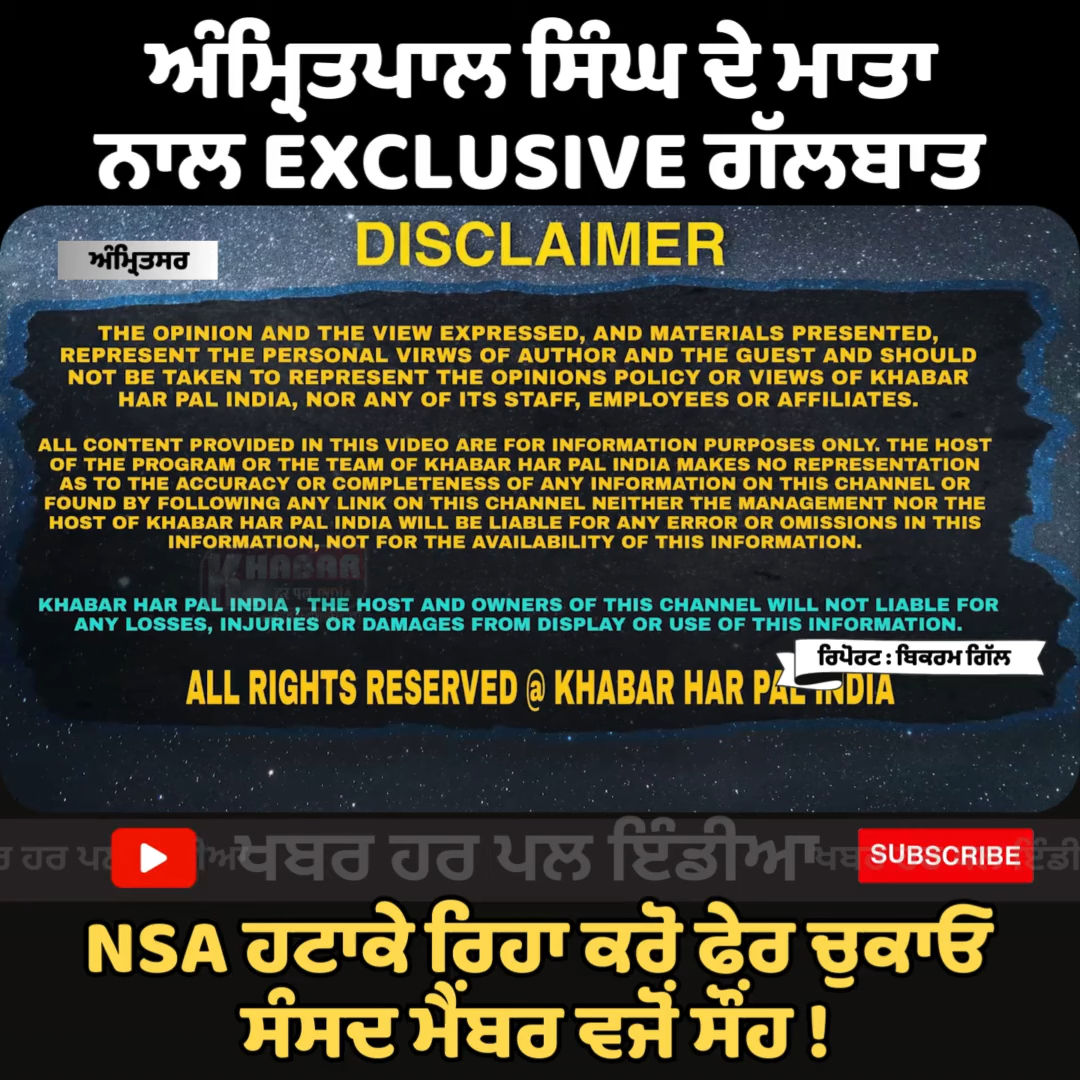 ਅੰਮ੍ਰਿਤਪਾਲ ਸਿੰਘ ਦੇ ਮਾਤਾ
ਨਾਲ EXCLUSIVE ਗੱਲਬਾਤ
DISCLAIMER
ਅੰਮ੍ਰਿਤਸਰ
THE OPINION AND THE VIEW EXPRESSED, AND MATERIALS PRESENTED,
REPRESENT THE PERSONAL VIRWS OF AUTHOR AND THE GUEST AND SHOULD
NOT BE TAKEN TO REPRESENT THE OPINIONS POLICY OR VIEWS OF KHABAR
HAR PAL INDIA, NOR ANY OF ITS STAFF, EMPLOYEES OR AFFILIATES.
ALL CONTENT PROVIDED IN THIS VIDEO ARE FOR INFORMATION PURPOSES ONLY. THE HOST
OF THE PROGRAM OR THE TEAM OF KHABAR HAR PAL INDIA MAKES NO REPRESENTATION
AS TO THE ACCURACY OR COMPLETENESS OF ANY INFORMATION ON THIS CHANNEL OR
FOUND BY FOLLOWING ANY LINK ON THIS CHANNEL NEITHER THE MANAGEMENT NOR THE
HOST OF KHABAR HAR PAL INDIA WILL BE LIABLE FOR ANY ERROR OR OMISSIONS IN THIS
INFORMATION, NOT FOR THE AVAILABILITY OF THIS INFORMATION.
KHABAR
ਹਰ ਪਲ INDIA
KHABAR HAR PAL INDIA , THE HOST AND OWNERS OF THIS CHANNEL WILL NOT LIABLE FOR
ANY LOSSES, INJURIES OR DAMAGES FROM DISPLAY OR USE OF THIS INFORMATION.
ਰਿਪੋਰਟ : ਬਿਕਰਮ ਗਿੱਲ
ALL RIGHTS RESERVED @ KHABAR HAR PAL INDIA
ਖਬਰ ਹਰ ਪਲ ਇੰਡੀਆ
SUBSCRIBE
NSA ਹਟਾਕੇ ਰਿਹਾ ਕਰੋ ਫੇਰ ਚੁਕਾਓ
ਸੰਸਦ ਮੈਂਬਰ ਵਜੋਂ ਸੌਂਹ !